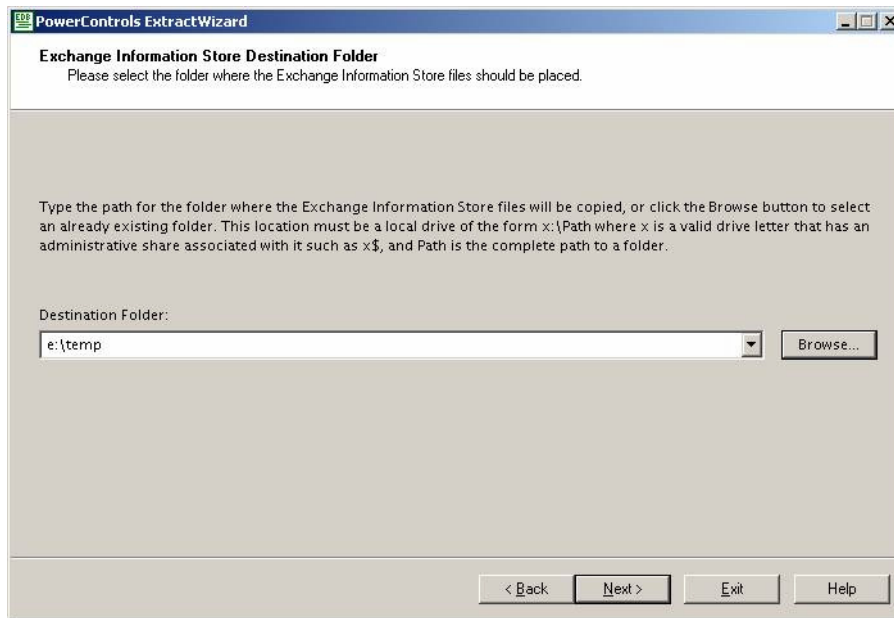 EDB PowerControls ExtractWizard
Exchange Information Store Destination Folder
Please select the folder where the Exchange Information Store files should be placed.
Type the path for the folder where the Exchange Information Store files will be copied, or click the Browse button to select
an already existing folder. This location must be a local drive of the form x:\Path where x is a valid drive letter that has an
administrative share associated with it such as x$, and Path is the complete path to a folder.
Destination Folder:
e:\temp
Browse...
< Back
Next >
Exit
Help